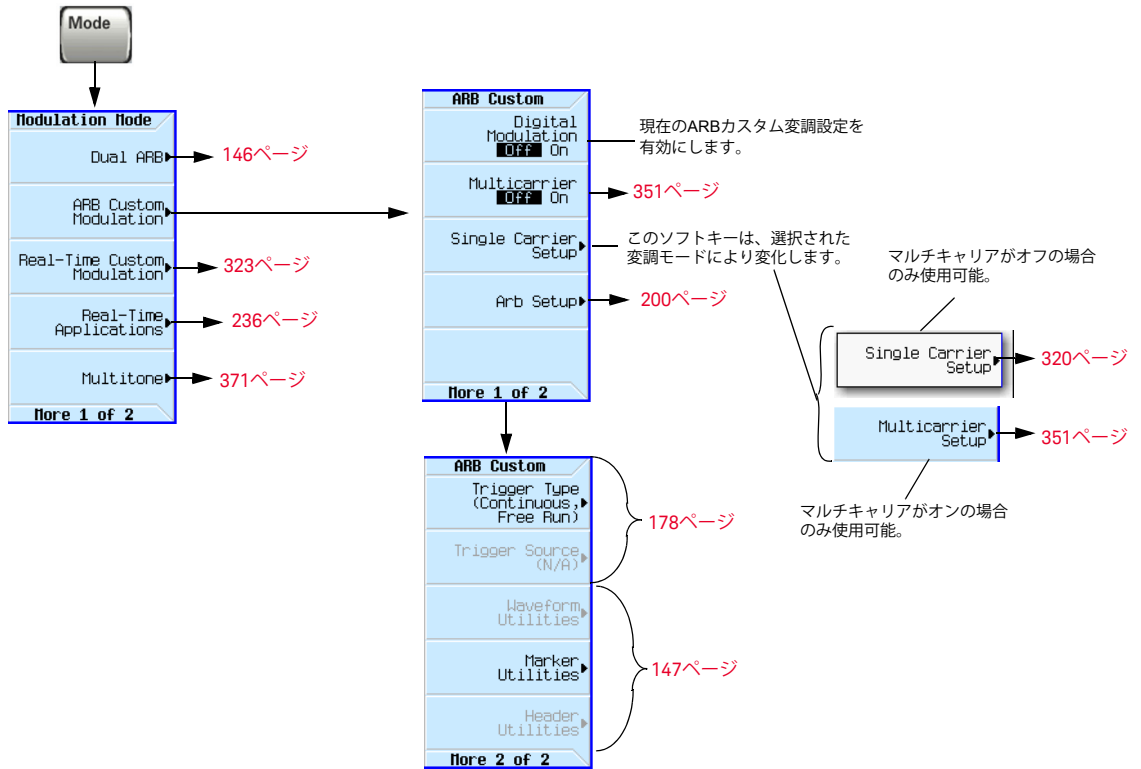 Mode
Modulation Mode
Dual ARB
146ページ
ARB Custom
Modulation
Real-Time Custom
Modulation
323ページ
Real-Time
Applications
236ページ
Multitone
371ページ
More 1 of 2
ARB Custom
Digital
Modulation
Off On
現在のARBカスタム変調設定を
有効にします。
Multicarrier
Off On
351ページ
Single Carrier
Setup
このソフトキーは、選択された
変調モードにより変化します。
Arb Setup
200ページ
More 1 of 2
マルチキャリアがオフの場合
のみ使用可能。
Single Carrier
Setup
320ページ
Multicarrier
Setup
351ページ
マルチキャリアがオンの場合
のみ使用可能。
ARB Custom
Trigger Type
(Continuous,
Free Run)
Trigger Source
(N/A)
178ページ
Waveform
Utilities
Marker
Utilities
147ページ
Header
Utilities
More 2 of 2